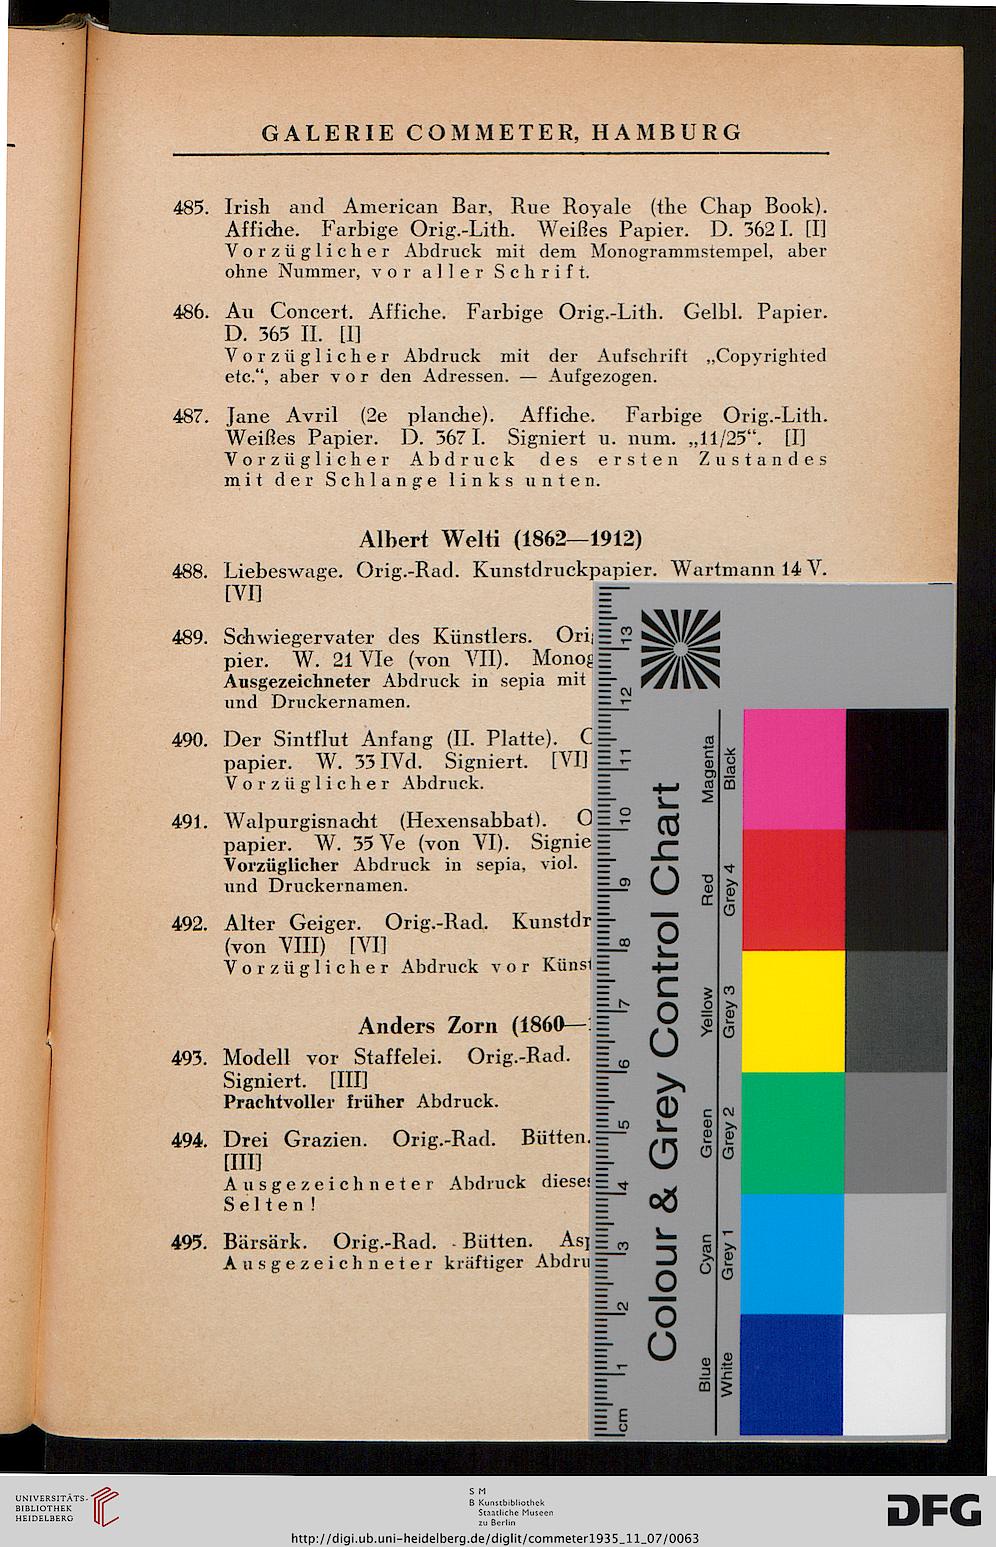 GALERIE COMMETER, HAMBURG
485. Irish and American Bar, Rue Royale (the Chap Book).
Affiche. Farbige Orig.-Lith. Weißes Papier. D. 362 I. [I]
Vorzüglicher Abdruck mit dem Monogrammstempel, aber
ohne Nummer, vor aller Schrift.
486. Au Concert. Affiche. Farbige Orig.-Lith. Gelbl. Papier.
D. 365 II. [I]
Vorzüglicher Abdruck mit der Aufschrift „Copyrighted
etc.“, aber vor den Adressen. — Aufgezogen.
487. Jane Avril (2e planche). Affiche. Farbige Orig.-Lith.
Weißes Papier. D. 367 I. Signiert u. num. „11/25“. [I]
Vorzüglicher Abdruck des ersten Zustandes
mit der Schlange links unten.
Albert Welti (1862—1912)
488. Liebeswage. Orig.-Rad. Kunstdruckpapier. Wartmann 14 V.
[VI]
489. Schwiegervater des Künstlers. Ori
pier. W. 21 VIe (von VII). Monog
Ausgezeichneter Abdruck in sepia mit
und Druckernamen.
490. Der Sintflut Anfang (II. Platte).
papier. W. 33 IVd. Signiert. [VI]
Vorzüglicher Abdruck.
491. Walpurgisnacht (Hexensabbat). O
papier. W. 35 Ve (von VI). Signie
Vorzüglicher Abdruck in sepia, viol.
und Druckernamen.
492. Alter Geiger. Orig.-Rad. Kunstdr
(von VIII) [VI]
Vorzüglicher Abdruck vor Küns
Anders Zorn (1860—
493. Modell vor Staffelei. Orig.-Rad.
Signiert. [III]
Prachtvoller früher Abdruck.
494. Drei Grazien. Orig.-Rad. Bütten.
[III]
Ausgezeichneter Abdruck diese
Selten!
495. Bärsärk. Orig.-Rad. Bütten. As
Ausgezeichneter kräftiger Abdru
13
12
11
10
9
8
7
6
5
4
3
2
1
cm
Colour & Grey Control Chart
Blue Cyan Green Yellow Red Magenta
White Grey 1 Grey 2 Grey 3 Grey 4 Black
UNIVERSITÄTS-
BIBLIOTHEK
HEIDELBERG
S M
B Kunstbibliothek
Staatliche Museen
zu Berlin
DFG
http://digi.ub.uni-heidelberg.de/diglit/commeter1935_11_07/0063